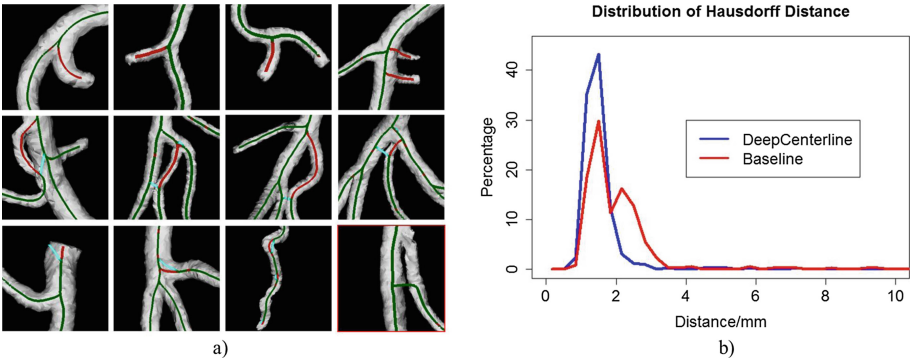 Distribution of Hausdorff Distance
Percentage
40
30
20
10
0
DeepCenterline
Baseline
0 2 4 6 8 10
Distance/mm
a) b)